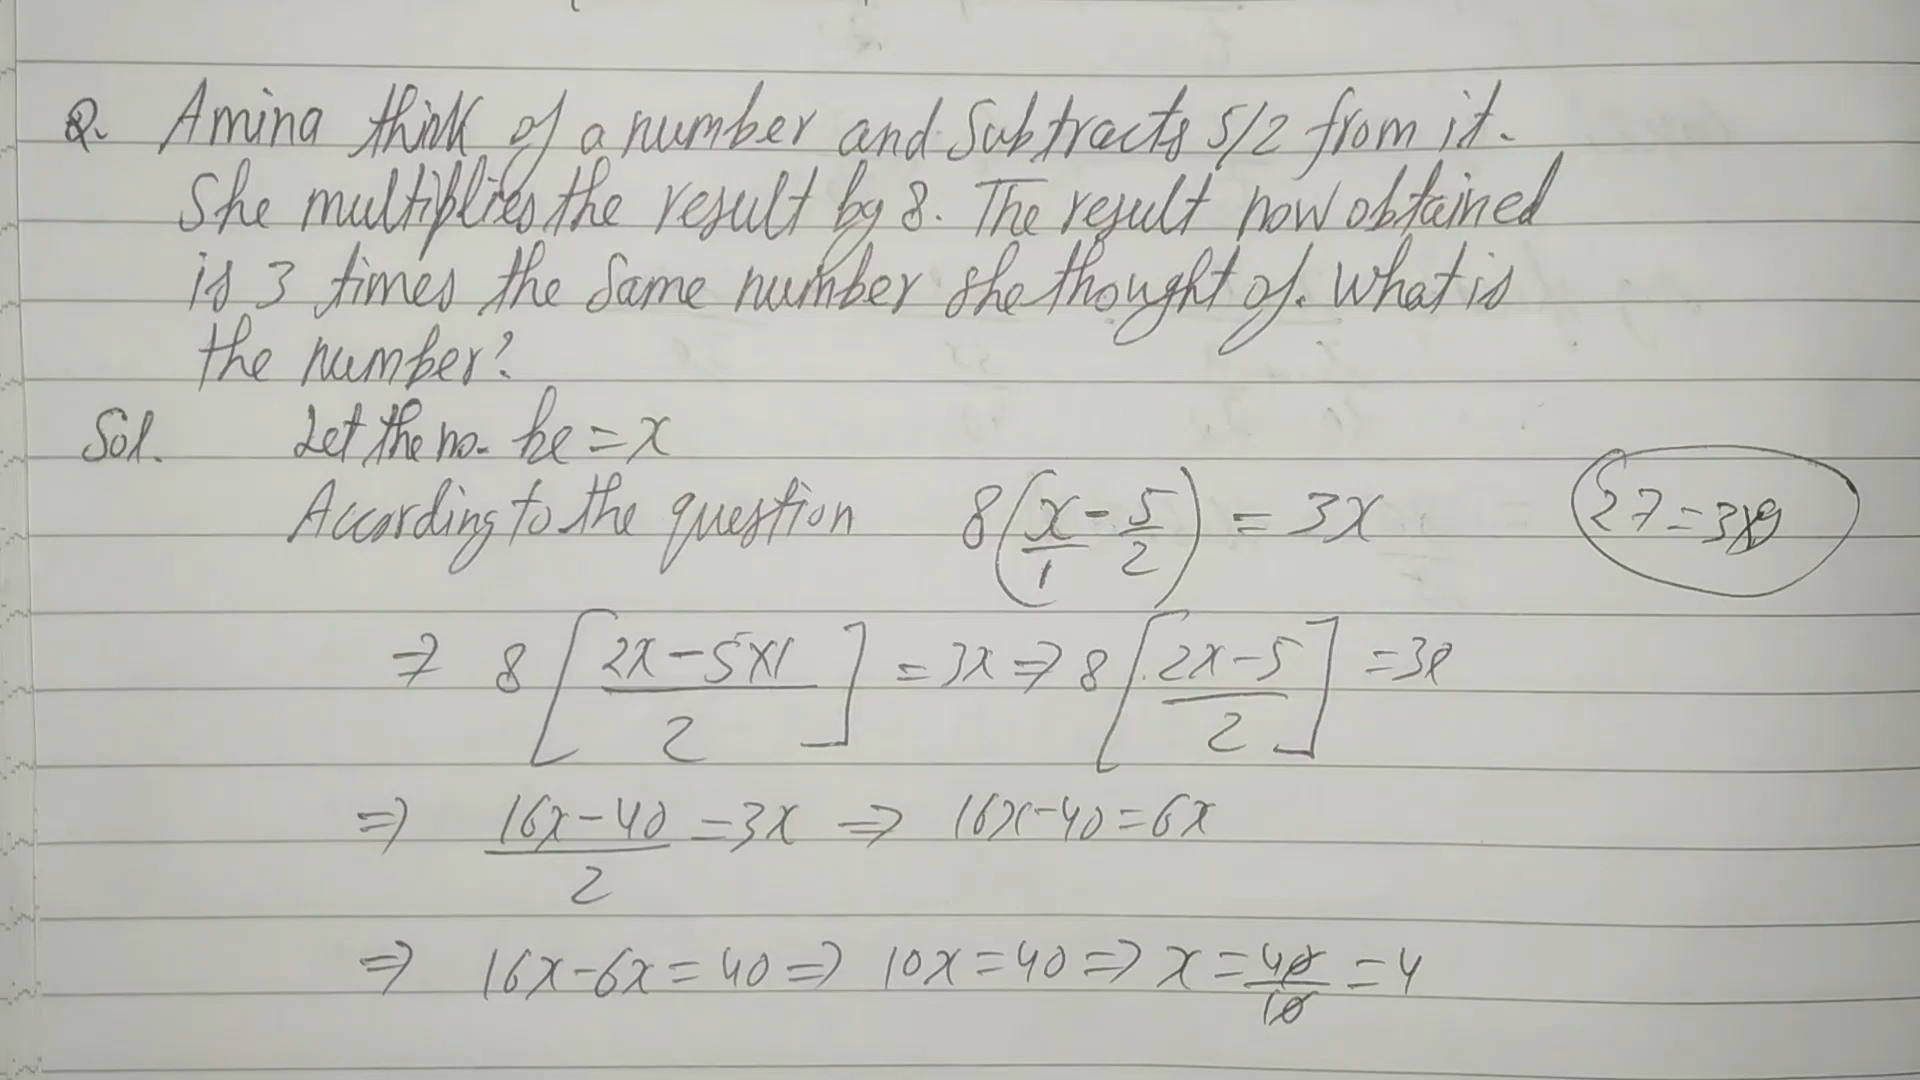 Q. Amina think of a number and Subtracts 5/2 from it.
She multiplies the result by 8. The result now obtained
is 3 times the Same number she thought of. What is
the number?
Sol. Let the no. be = x
According to the question 8(x/1 - 5/2) = 3x 27=3x9
⇒ 8[(2x-5x1)/2] = 3x ⇒ 8[(2x-5)/2] = 3x
⇒ (16x-40)/2 = 3x ⇒ 16x-40=6x
⇒ 16x-6x=40 ⇒ 10x=40 ⇒ x=40/10=4